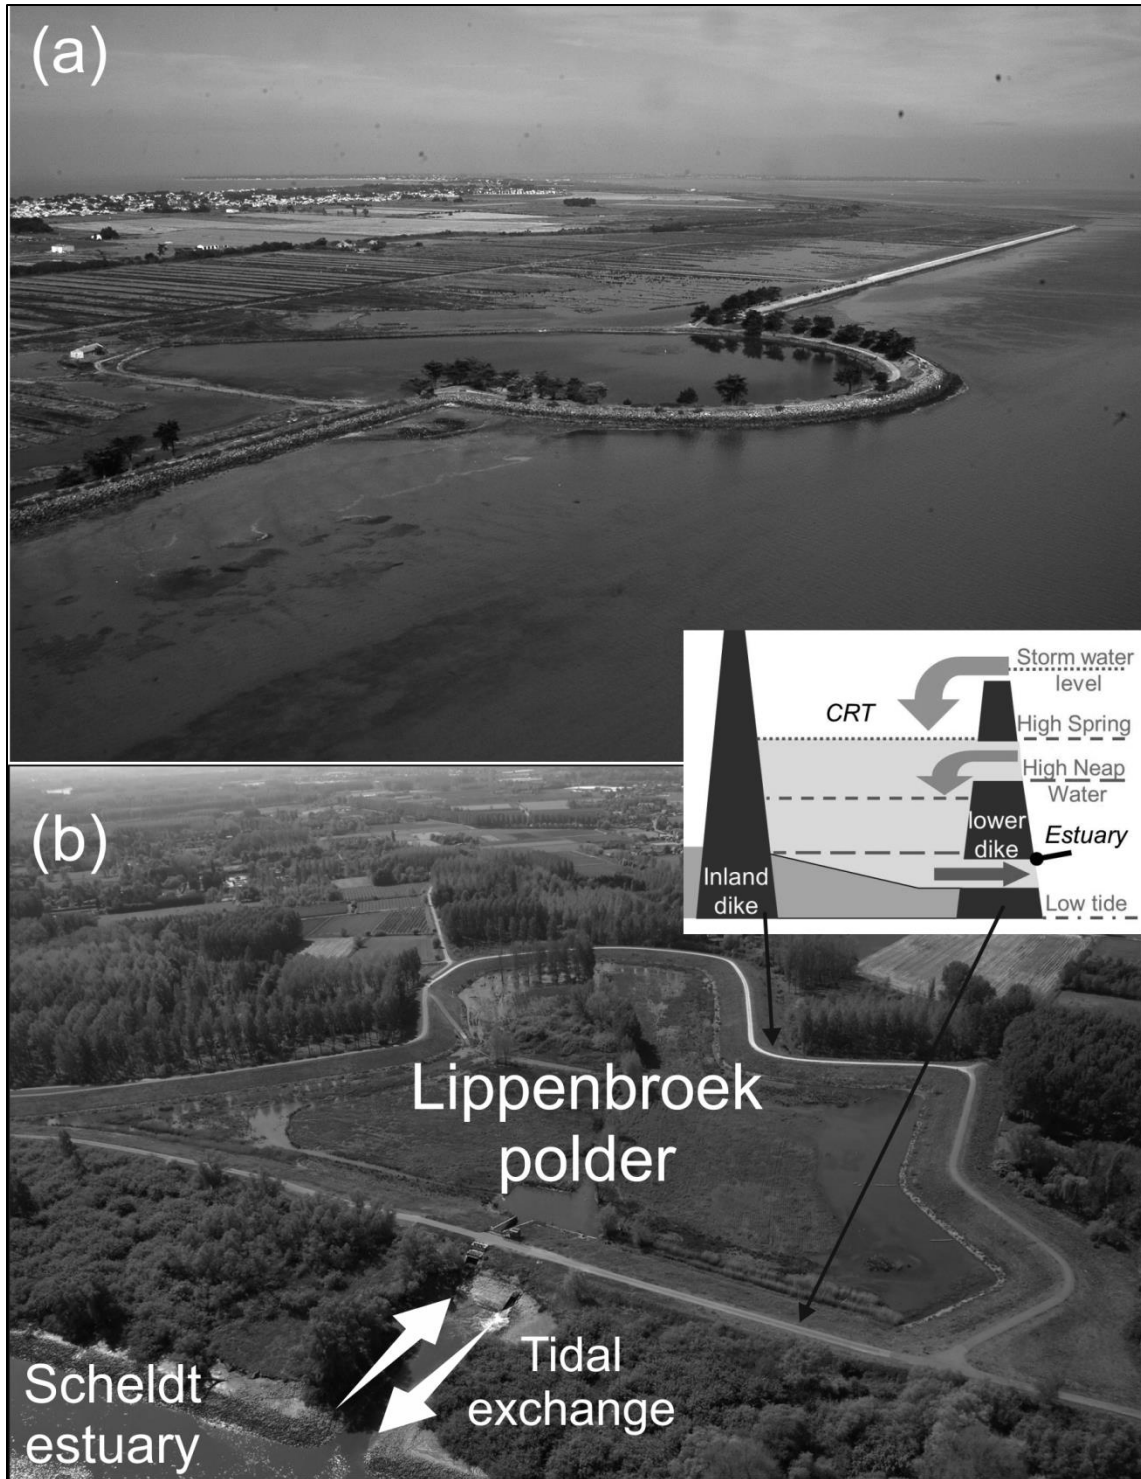 (a)
Storm water
level
CRT
High Spring
High Neap
Water
lower
dike
Estuary
Inland
dike
Low tide
(b)
Lippenbroek
polder
Tidal
exchange
Scheldt
estuary